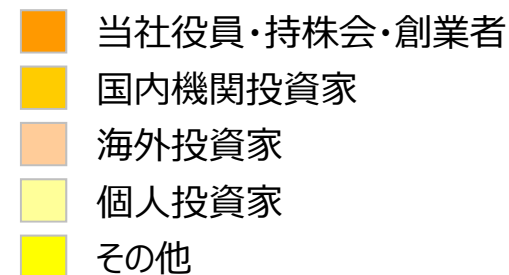 当社役員・持株会・創業者
国内機関投資家
海外投資家
個人投資家
その他